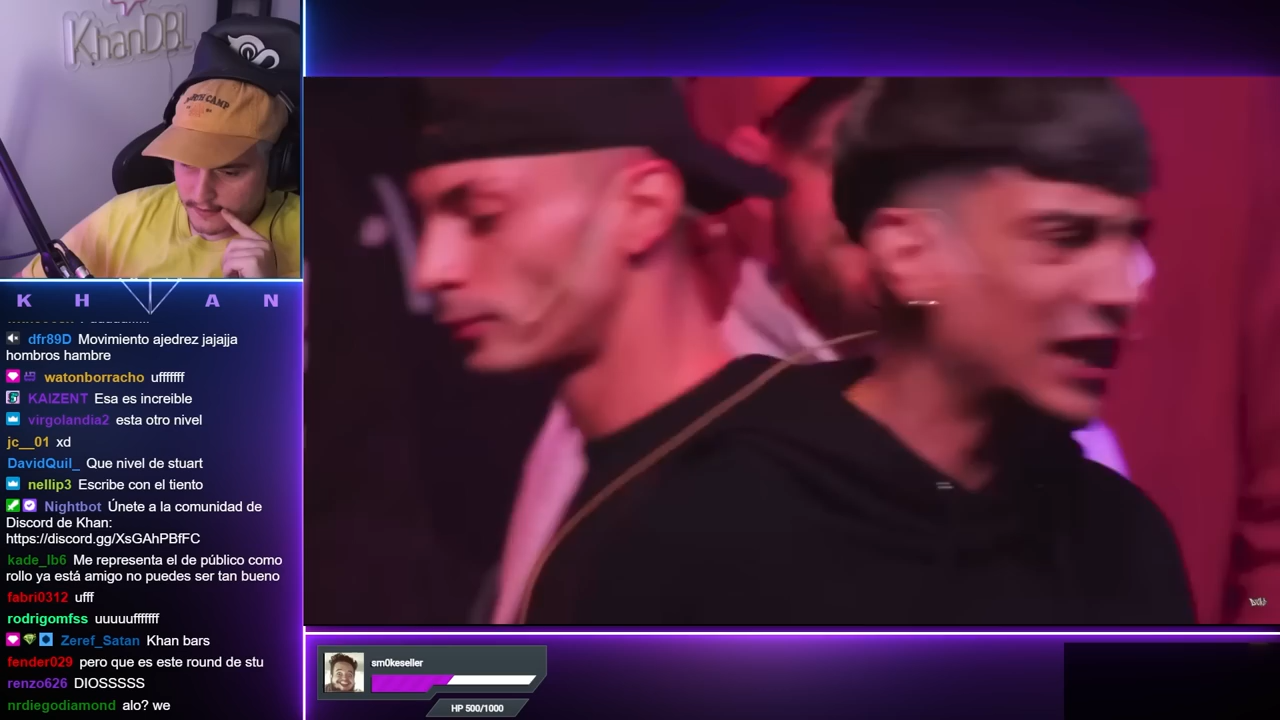 KhanDBL
CAMP
K H A N
dfr89D Movimiento ajedrez jajajja
hombros hambre
watonborracho ufffffff
KAIZENT Esa es increible
virgolandia2 esta otro nivel
jc__01 xd
DavidQuil_ Que nivel de stuart
nellip3 Escribe con el tiento
Nightbot Únete a la comunidad de
Discord de Khan:
https://discord.gg/XsGAhPBfFC
kade_lb6 Me representa el de público como
rollo ya está amigo no puedes ser tan bueno
fabri0312 ufff
rodrigomfss uuuuufffffff
Zeref_Satan Khan bars
fender029 pero que es este round de stu
renzo626 DIOSSSSS
nrdiegodiamond alo? we
sm0keseller
HP 500/1000